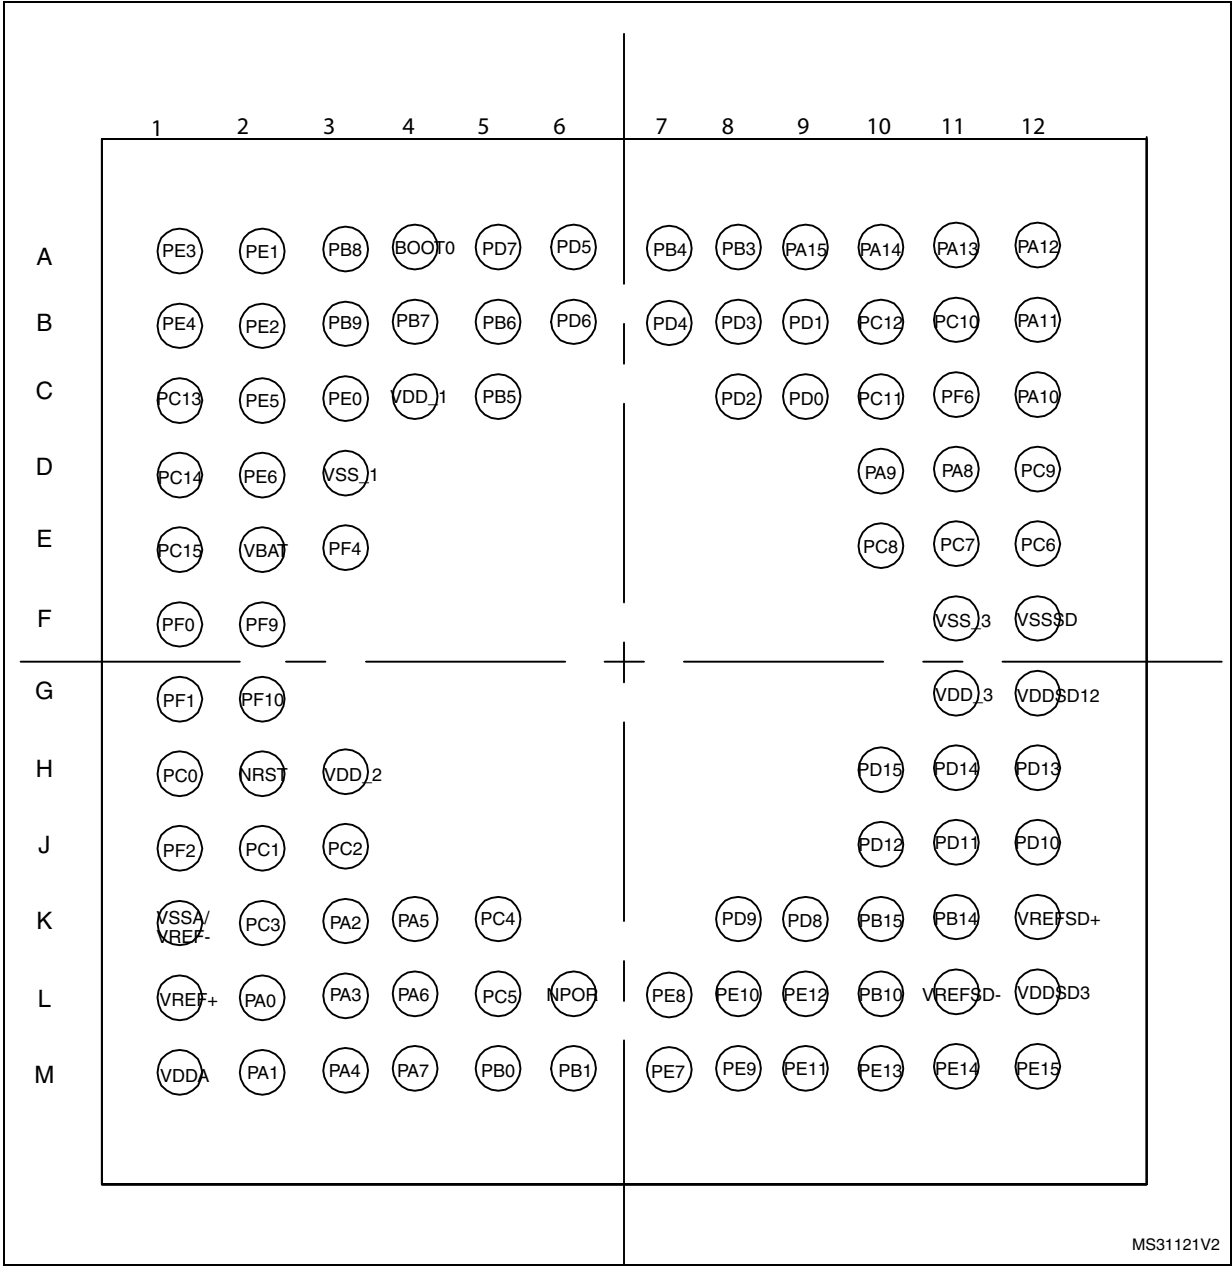 1 2 3 4 5 6 7 8 9 10 11 12
A PE3 PE1 PB8 BOOT0 PD7 PD5 PB4 PB3 PA15 PA14 PA13 PA12
B PE4 PE2 PB9 PB7 PB6 PD6 PD4 PD3 PD1 PC12 PC10 PA11
C PC13 PE5 PE0 VDD_1 PB5 PD2 PD0 PC11 PF6 PA10
D PC14 PE6 VSS_1 PA9 PA8 PC9
E PC15 VBAT PF4 PC8 PC7 PC6
F PF0 PF9 VSS_3 VSSSD
G PF1 PF10 VDD_3 VDDSD12
H PC0 NRST VDD_2 PD15 PD14 PD13
J PF2 PC1 PC2 PD12 PD11 PD10
K VSSA/ VREF- PC3 PA2 PA5 PC4 PD9 PD8 PB15 PB14 VREFSD+
L VREF+ PA0 PA3 PA6 PC5 NPOR PE8 PE10 PE12 PB10 VREFSD- VDDSD3
M VDDA PA1 PA4 PA7 PB0 PB1 PE7 PE9 PE11 PE13 PE14 PE15
MS31121V2